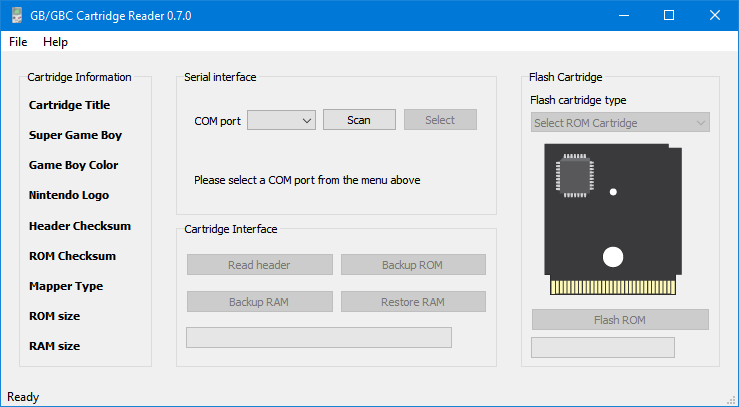 GB/GBC Cartridge Reader 0.7.0
File Help
Cartridge Information
Cartridge Title
Super Game Boy
Game Boy Color
Nintendo Logo
Header Checksum
ROM Checksum
Mapper Type
ROM size
RAM size
Serial interface
COM port Scan Select
Please select a COM port from the menu above
Cartridge Interface
Read header Backup ROM
Backup RAM Restore RAM
Flash Cartridge
Flash cartridge type
Select ROM Cartridge
Flash ROM
Ready